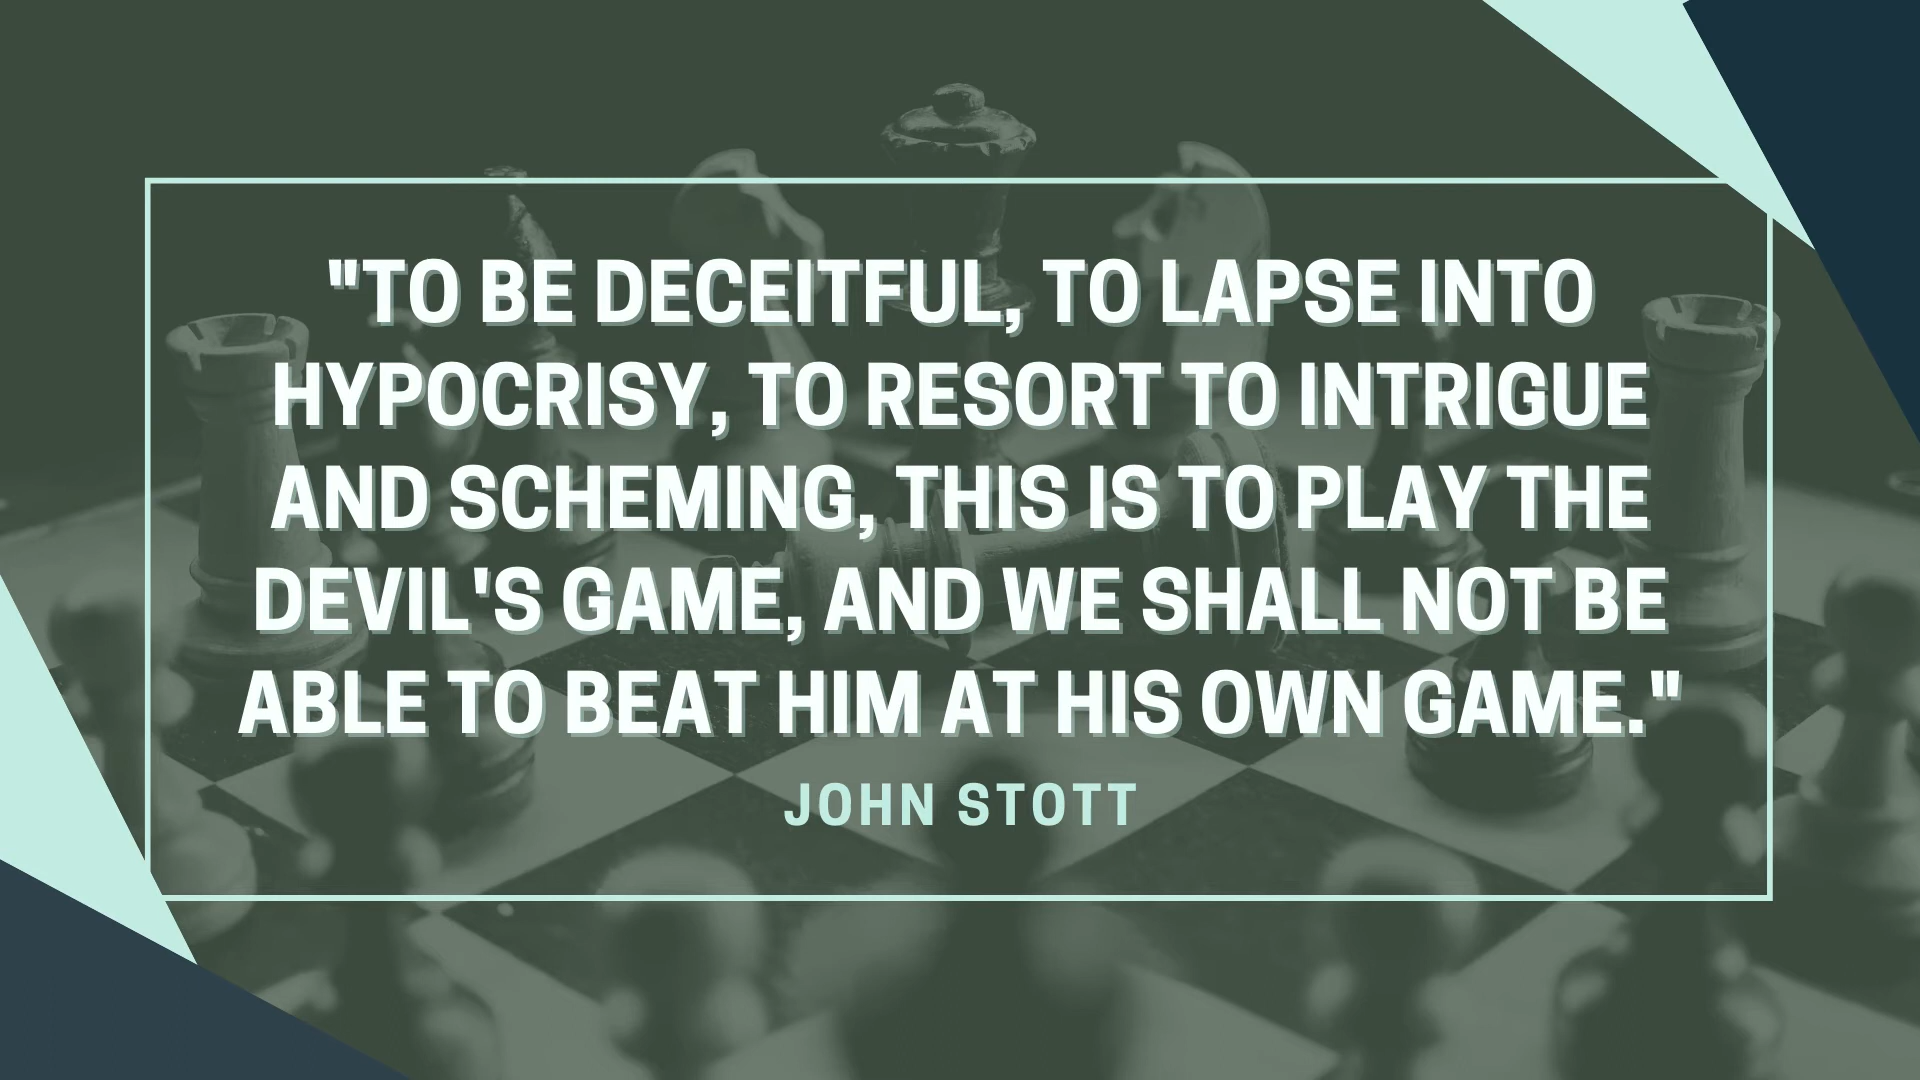 "TO BE DECEITFUL, TO LAPSE INTO
HYPOCRISY, TO RESORT TO INTRIGUE
AND SCHEMING, THIS IS TO PLAY THE
DEVIL'S GAME, AND WE SHALL NOT BE
ABLE TO BEAT HIM AT HIS OWN GAME."
JOHN STOTT